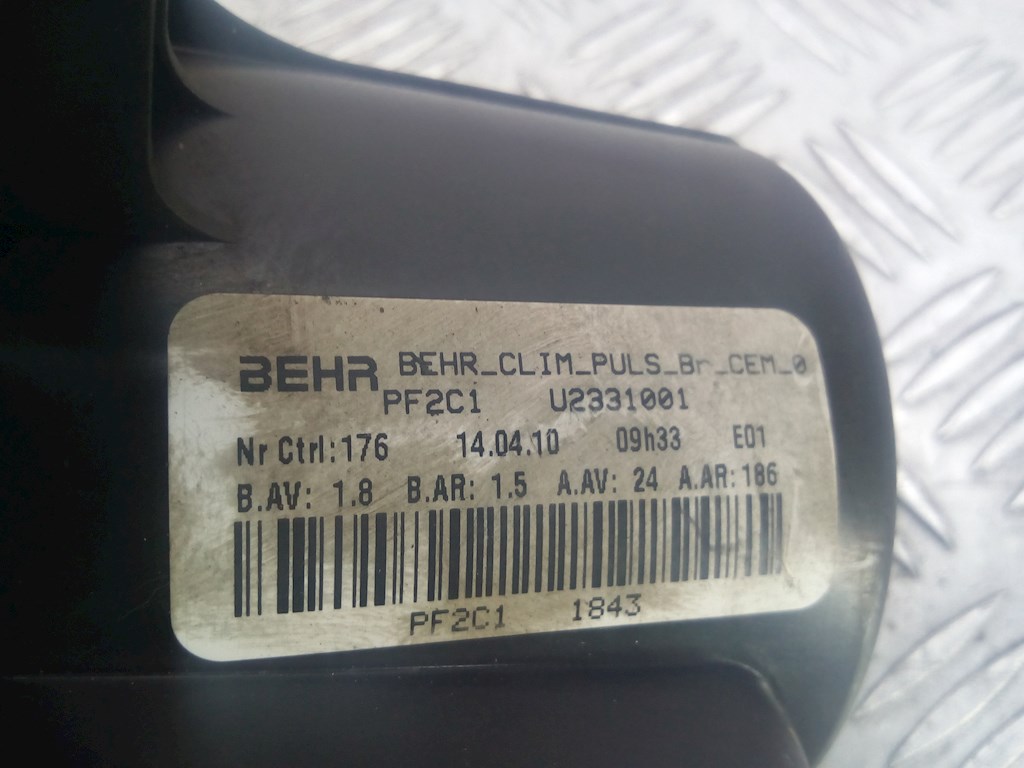 BEHR BEHR_CLIM_PULS_Br_CEM_0
PF2C1 U2331001
Nr Ctrl:176 14.04.10 09h33 E01
B.AV: 1.8 B.AR: 1.5 A.AV: 24 A.AR:186
PF2C1 1843